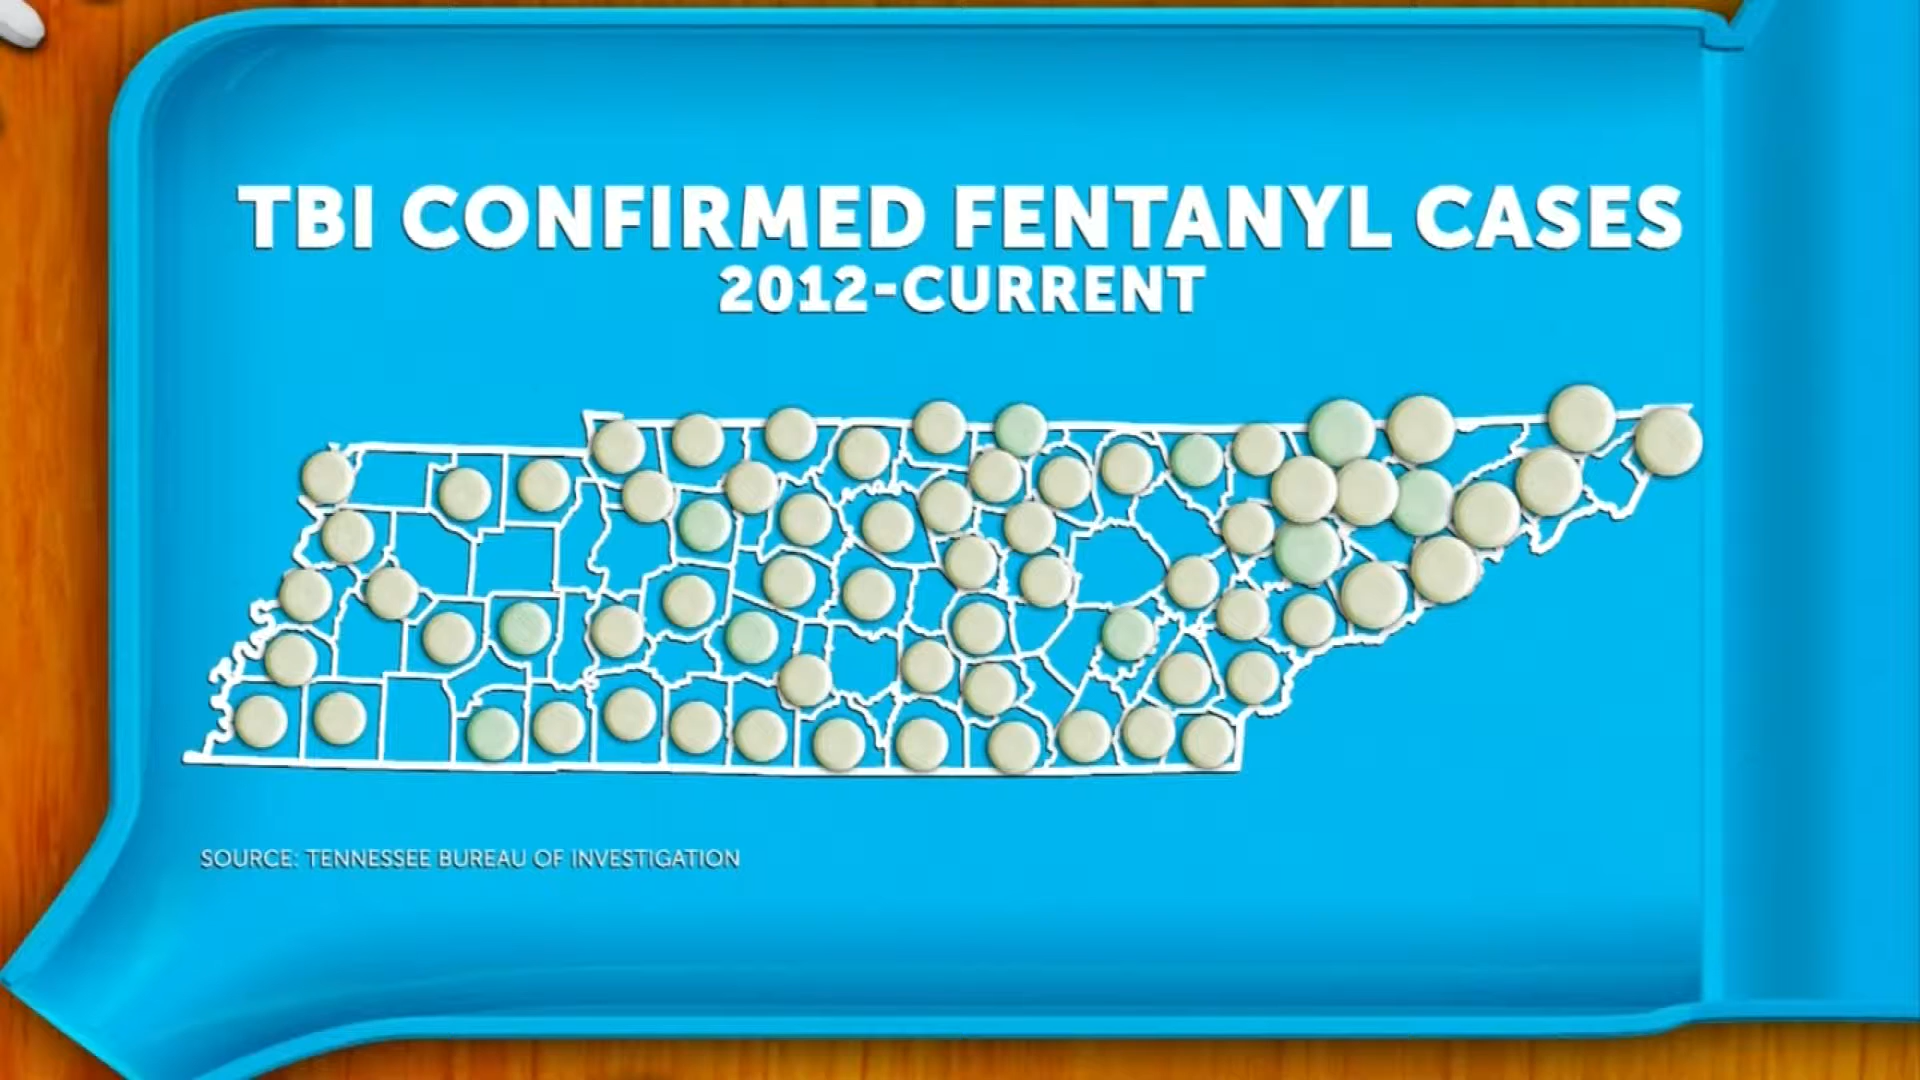 TBI CONFIRMED FENTANYL CASES
2012-CURRENT
SOURCE: TENNESSEE BUREAU OF INVESTIGATION